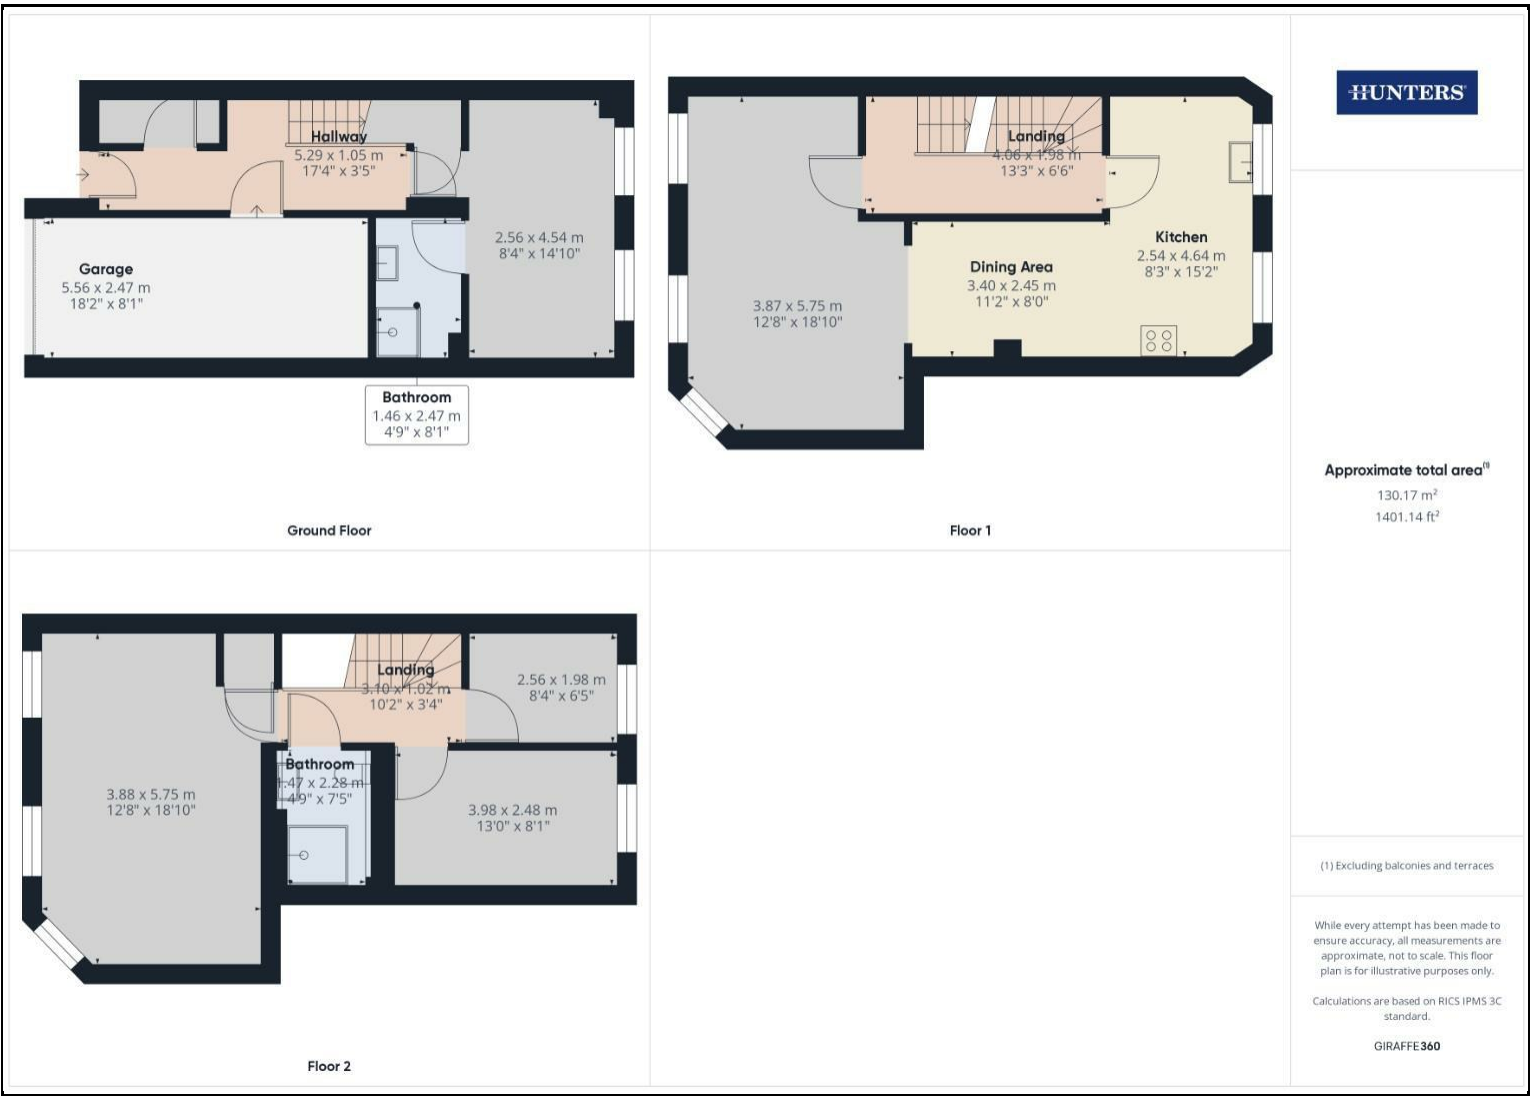 Hallway
5.29 x 1.05 m
17'4" x 3'5"
2.56 x 4.54 m
8'4" x 14'10"
Garage
5.56 x 2.47 m
18'2" x 8'1"
Bathroom
1.46 x 2.47 m
4'9" x 8'1"
Ground Floor
Landing
4.06 x 1.98 m
13'3" x 6'6"
Kitchen
2.54 x 4.64 m
8'3" x 15'2"
Dining Area
3.40 x 2.45 m
11'2" x 8'0"
3.87 x 5.75 m
12'8" x 18'10"
Floor 1
Landing
3.10 x 1.02 m
10'2" x 3'4"
2.56 x 1.98 m
8'4" x 6'5"
Bathroom
1.47 x 2.28 m
4'9" x 7'5"
3.88 x 5.75 m
12'8" x 18'10"
3.98 x 2.48 m
13'0" x 8'1"
Floor 2
HUNTERS
Approximate total area(1)
130.17 m²
1401.14 ft²
(1) Excluding balconies and terraces
While every attempt has been made to
ensure accuracy, all measurements are
approximate, not to scale. This floor
plan is for illustrative purposes only.
Calculations are based on RICS IPMS 3C
standard.
GIRAFFE360